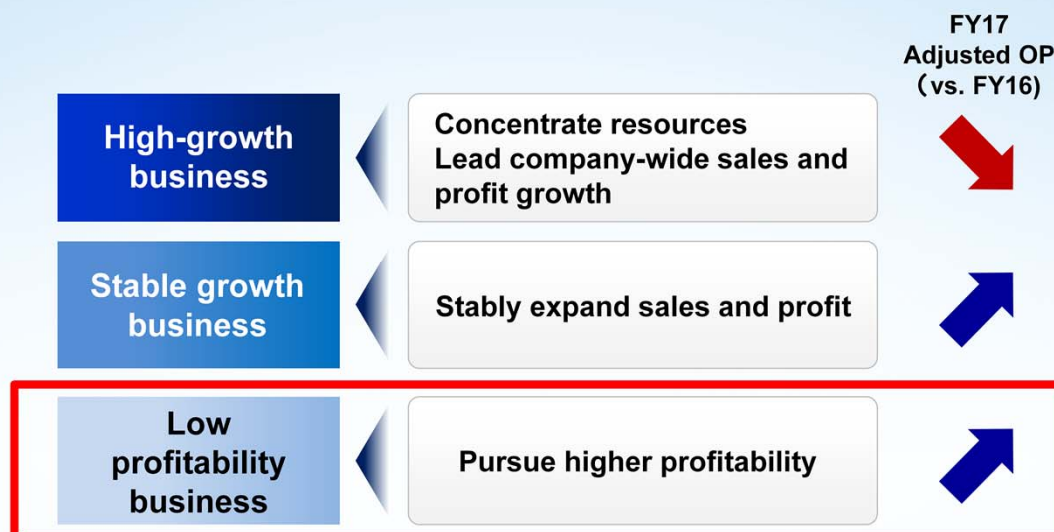 FY17
Adjusted OP
（vs. FY16)
High-growth
business
Concentrate resources
Lead company-wide sales and
profit growth
Stable growth
business
Stably expand sales and profit
Low
profitability
business
Pursue higher profitability